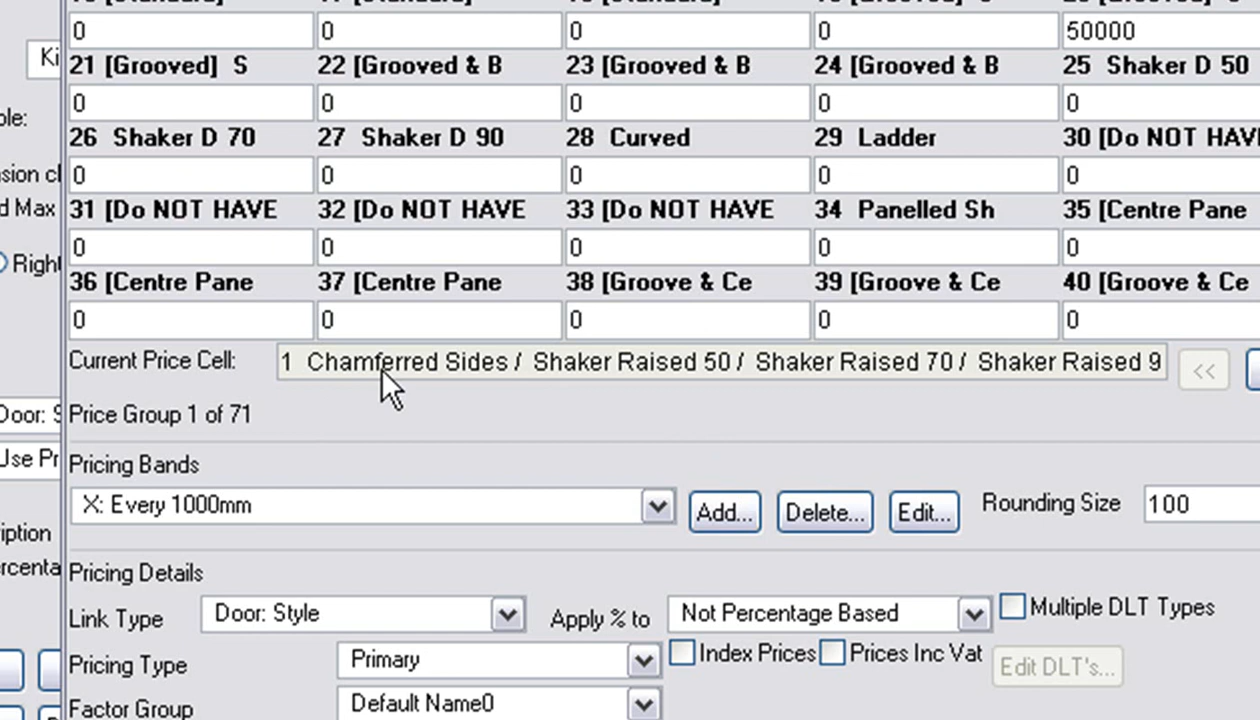 0 0 0 0 50000
Ki
21 [Grooved] S 22 [Grooved & B 23 [Grooved & B 24 [Grooved & B 25 Shaker D 50
0 0 0 0 0
ole:
26 Shaker D 70 27 Shaker D 90 28 Curved 29 Ladder 30 [Do NOT HAV
0 0 0 0 0
sion cl
d Max 31 [Do NOT HAVE 32 [Do NOT HAVE 33 [Do NOT HAVE 34 Panelled Sh 35 [Centre Pane
0 0 0 0 0
Right
36 [Centre Pane 37 [Centre Pane 38 [Groove & Ce 39 [Groove & Ce 40 [Groove & Ce
0 0 0 0 0
Current Price Cell: 1 Chamferred Sides / Shaker Raised 50 / Shaker Raised 70 / Shaker Raised 9 <<
Door: S Price Group 1 of 71
Use Pr Pricing Bands
X: Every 1000mm Add... Delete... Edit... Rounding Size 100
ription
ercenta Pricing Details
Link Type Door: Style Apply % to Not Percentage Based Multiple DLT Types
Pricing Type Primary Index Prices Prices Inc Vat Edit DLT's...
Factor Group Default Name0